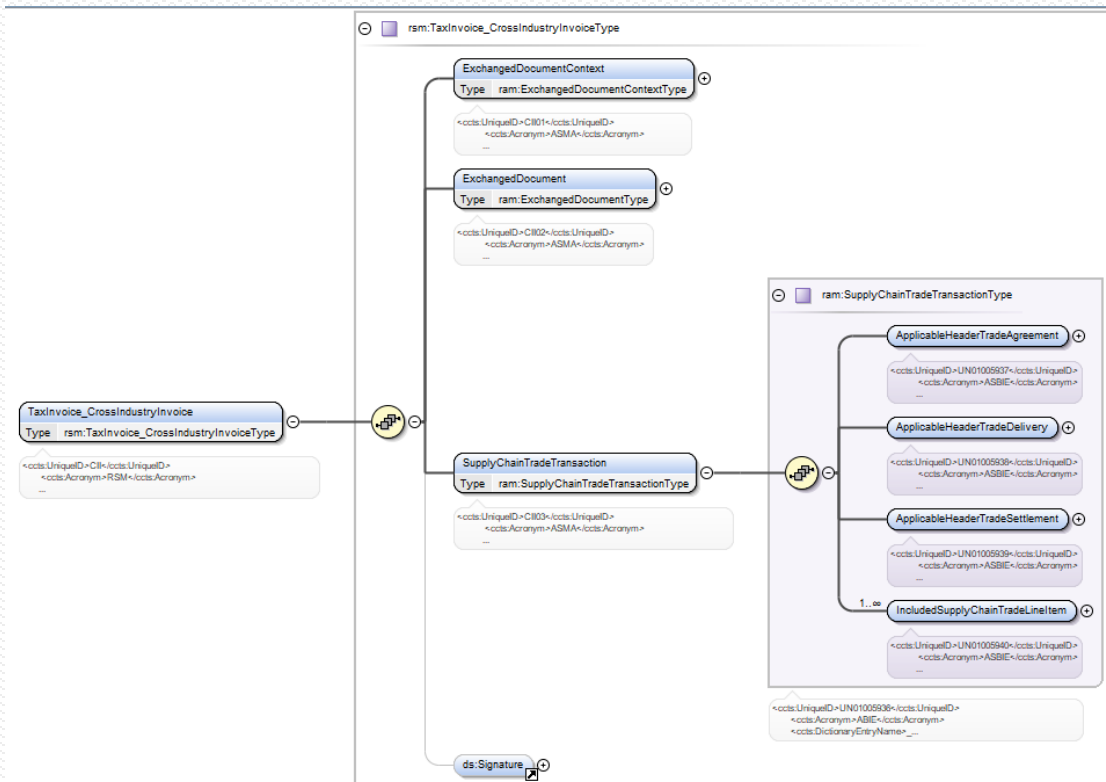 rsm:TaxInvoice_CrossIndustryInvoiceType
ExchangedDocumentContext
Type ram:ExchangedDocumentContextType
<ccts:UniqueID>CII01</ccts:UniqueID>
<ccts:Acronym>ASMA</ccts:Acronym>
...
ExchangedDocument
Type ram:ExchangedDocumentType
<ccts:UniqueID>CII02</ccts:UniqueID>
<ccts:Acronym>ASMA</ccts:Acronym>
...
TaxInvoice_CrossIndustryInvoice
Type rsm:TaxInvoice_CrossIndustryInvoiceType
<ccts:UniqueID>CII</ccts:UniqueID>
<ccts:Acronym>RSM</ccts:Acronym>
...
SupplyChainTradeTransaction
Type ram:SupplyChainTradeTransactionType
<ccts:UniqueID>CII03</ccts:UniqueID>
<ccts:Acronym>ASMA</ccts:Acronym>
...
ram:SupplyChainTradeTransactionType
ApplicableHeaderTradeAgreement
<ccts:UniqueID>UN01005937</ccts:UniqueID>
<ccts:Acronym>ASBIE</ccts:Acronym>
...
ApplicableHeaderTradeDelivery
<ccts:UniqueID>UN01005938</ccts:UniqueID>
<ccts:Acronym>ASBIE</ccts:Acronym>
...
ApplicableHeaderTradeSettlement
<ccts:UniqueID>UN01005939</ccts:UniqueID>
<ccts:Acronym>ASBIE</ccts:Acronym>
...
1..∞
IncludedSupplyChainTradeLineItem
<ccts:UniqueID>UN01005940</ccts:UniqueID>
<ccts:Acronym>ASBIE</ccts:Acronym>
...
<ccts:UniqueID>UN01005936</ccts:UniqueID>
<ccts:Acronym>ABIE</ccts:Acronym>
<ccts:DictionaryEntryName>_...
ds:Signature